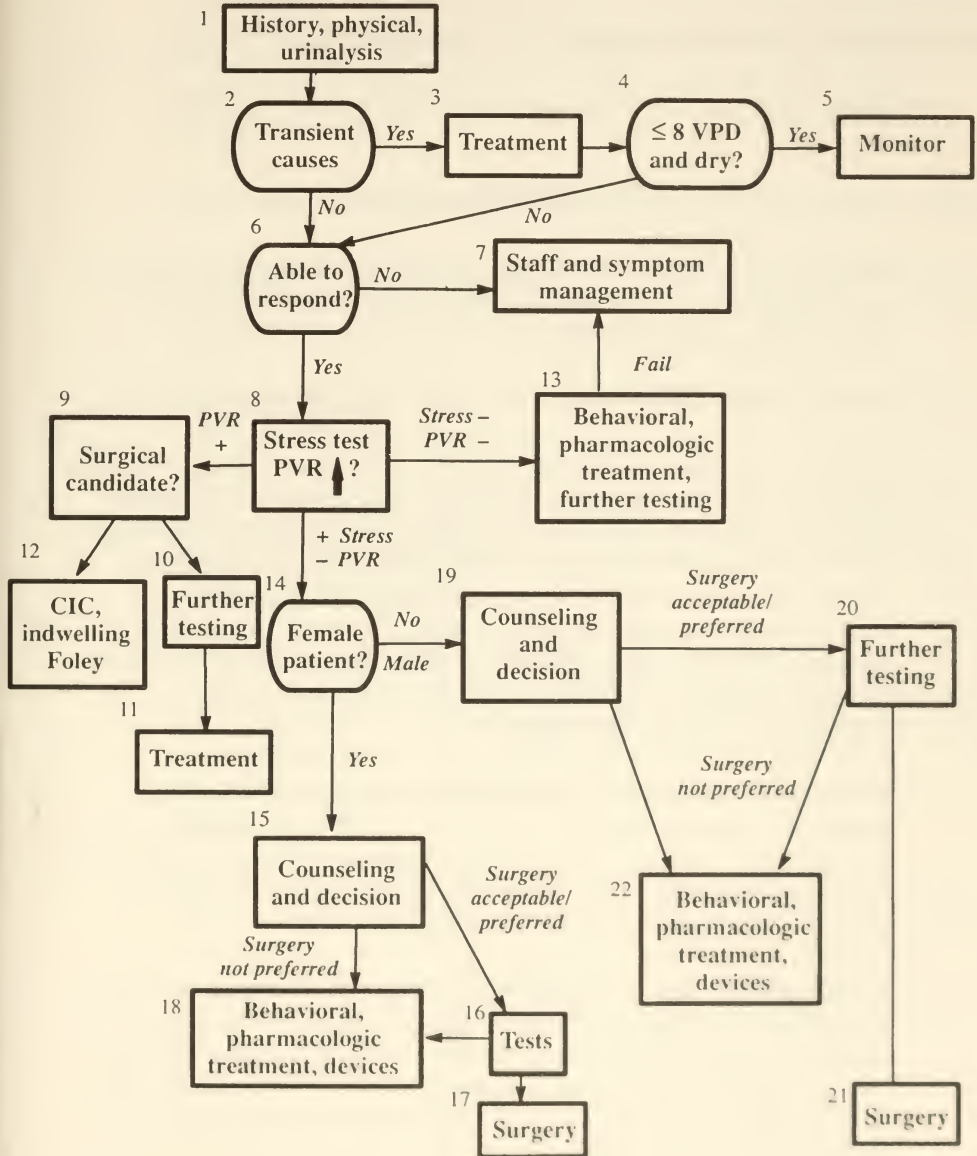 1
History, physical,
urinalysis
2
Transient
causes
Yes
3
Treatment
4
≤ 8 VPD
and dry?
Yes
5
Monitor
No
No
6
Able to
respond?
No
7
Staff and symptom
management
Yes
Fail
8
Stress test
PVR ?
PVR
+
9
Surgical
candidate?
Stress –
PVR –
13
Behavioral,
pharmacologic
treatment,
further testing
12
CIC,
indwelling
Foley
10
Further
testing
11
Treatment
+ Stress
– PVR
14
Female
patient?
No
Male
19
Counseling
and
decision
Surgery
acceptable/
preferred
20
Further
testing
Yes
Surgery
not preferred
15
Counseling
and decision
Surgery
acceptable/
preferred
Surgery
not preferred
22
Behavioral,
pharmacologic
treatment,
devices
18
Behavioral,
pharmacologic
treatment, devices
16
Tests
17
Surgery
21
Surgery